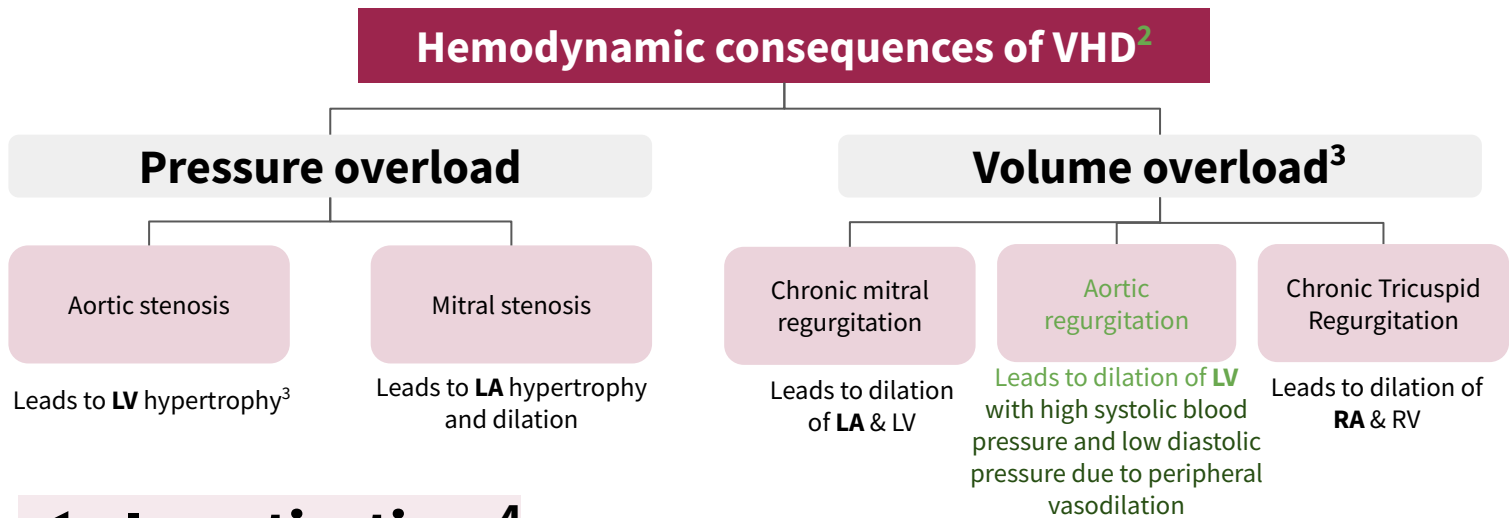 Hemodynamic consequences of VHD²
Pressure overload
Volume overload³
Aortic stenosis
Leads to LV hypertrophy³
Mitral stenosis
Leads to LA hypertrophy
and dilation
Chronic mitral
regurgitation
Leads to dilation
of LA & LV
Aortic
regurgitation
Leads to dilation of LV
with high systolic blood
pressure and low diastolic
pressure due to peripheral
vasodilation
Chronic Tricuspid
Regurgitation
Leads to dilation of
RA & RV